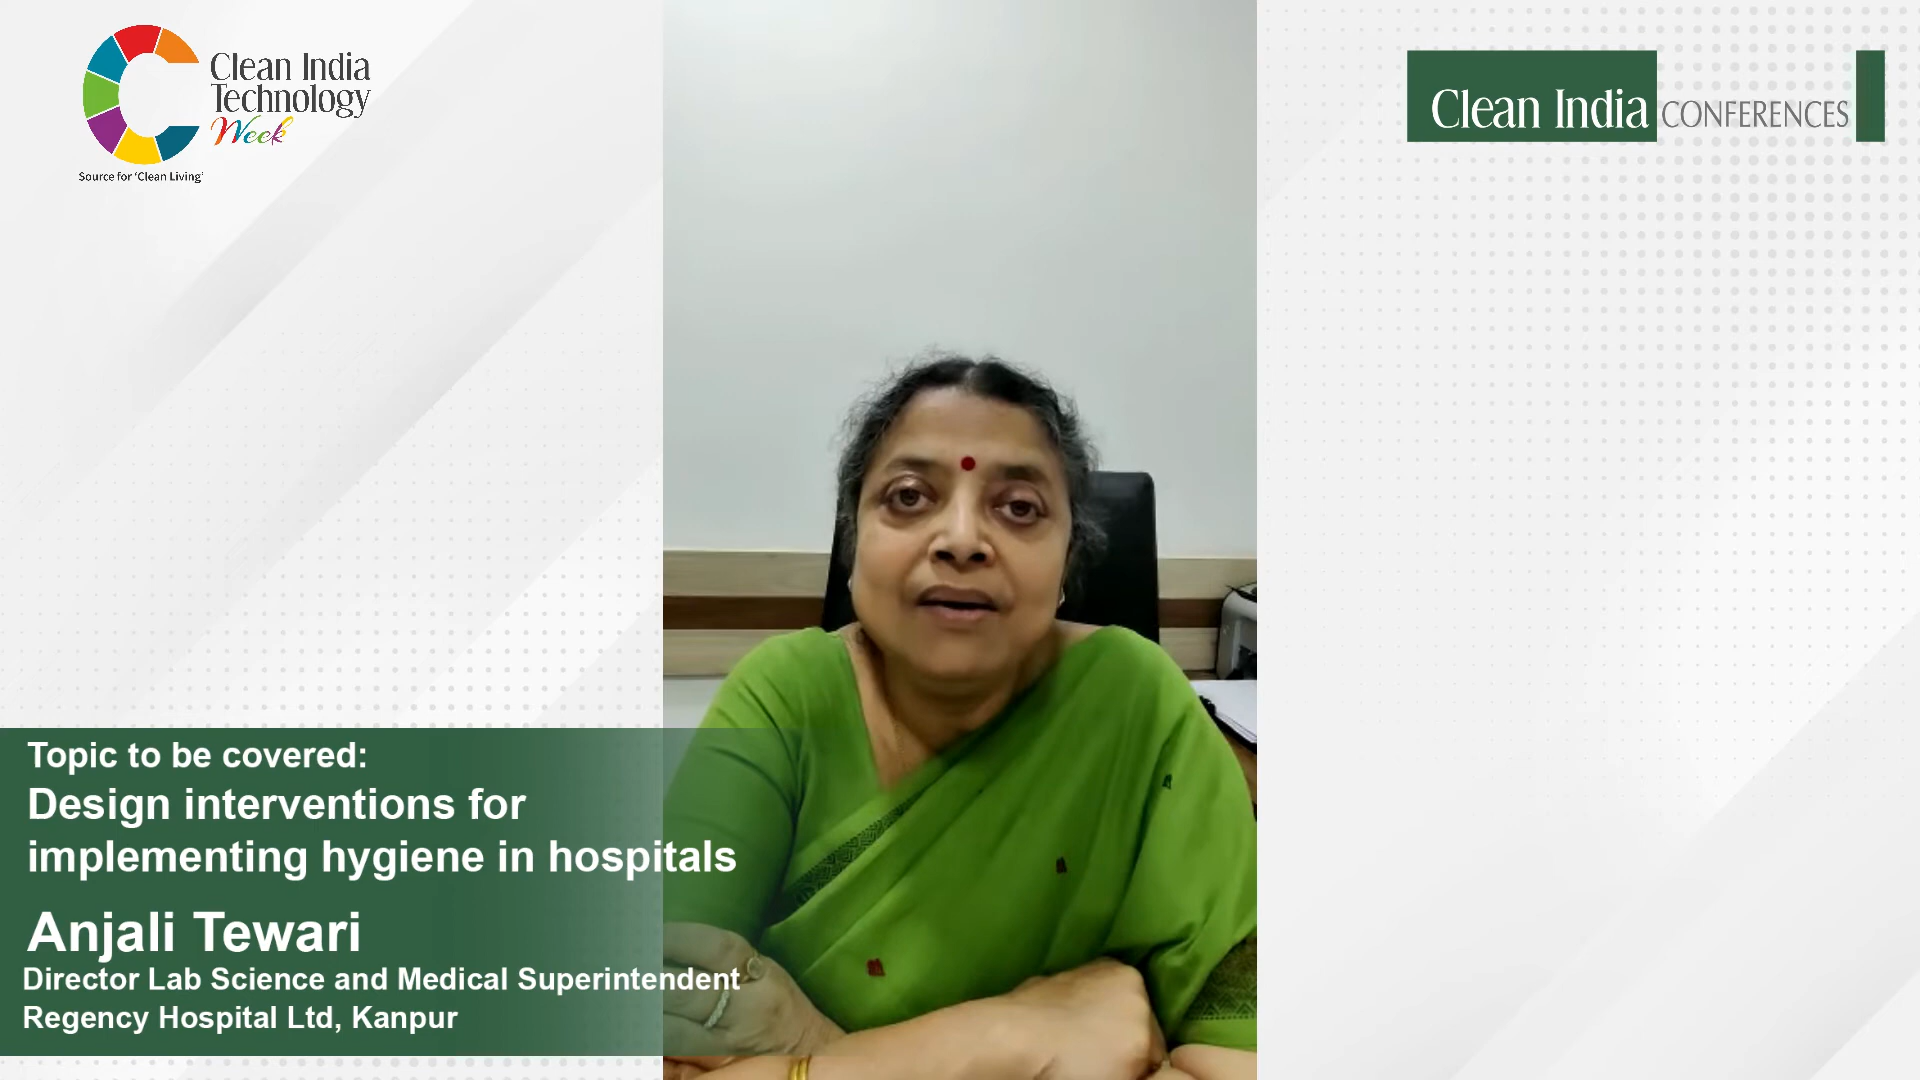 Clean India
Technology
Week
Source for 'Clean Living'
Clean India CONFERENCES
Topic to be covered:
Design interventions for
implementing hygiene in hospitals
Anjali Tewari
Director Lab Science and Medical Superintendent
Regency Hospital Ltd, Kanpur